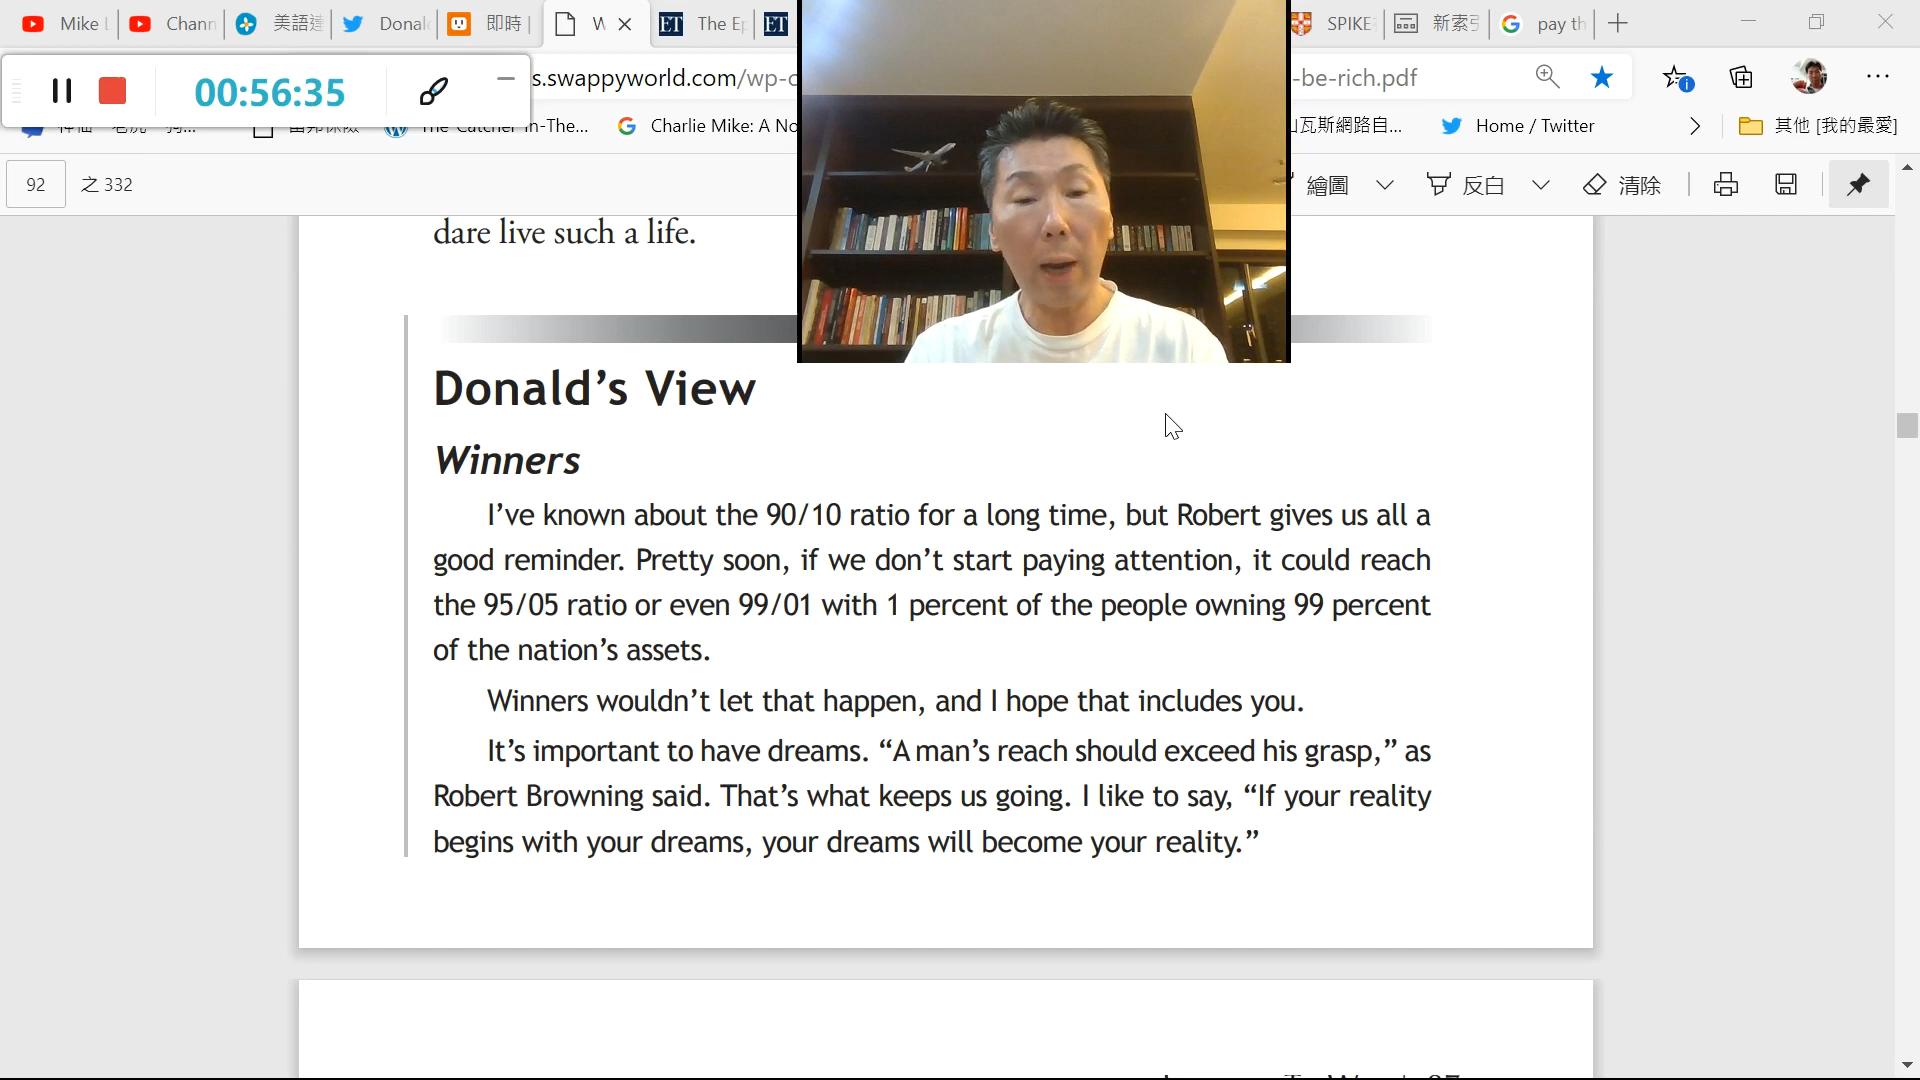 Mike
Chann
美語
Donal
即時
W
The Ep
SPIKE
新索引
pay th
00:56:35
s.swappyworld.com/wp-c
-be-rich.pdf
The Catcher In-The...
Charlie Mike: A No
瓦斯網路自...
Home / Twitter
其他 [我的最愛]
92 之 332
繪圖
反白
清除
dare live such a life.
Donald’s View
Winners
I’ve known about the 90/10 ratio for a long time, but Robert gives us all a
good reminder. Pretty soon, if we don’t start paying attention, it could reach
the 95/05 ratio or even 99/01 with 1 percent of the people owning 99 percent
of the nation’s assets.
Winners wouldn’t let that happen, and I hope that includes you.
It’s important to have dreams. “A man’s reach should exceed his grasp,” as
Robert Browning said. That’s what keeps us going. I like to say, “If your reality
begins with your dreams, your dreams will become your reality.”